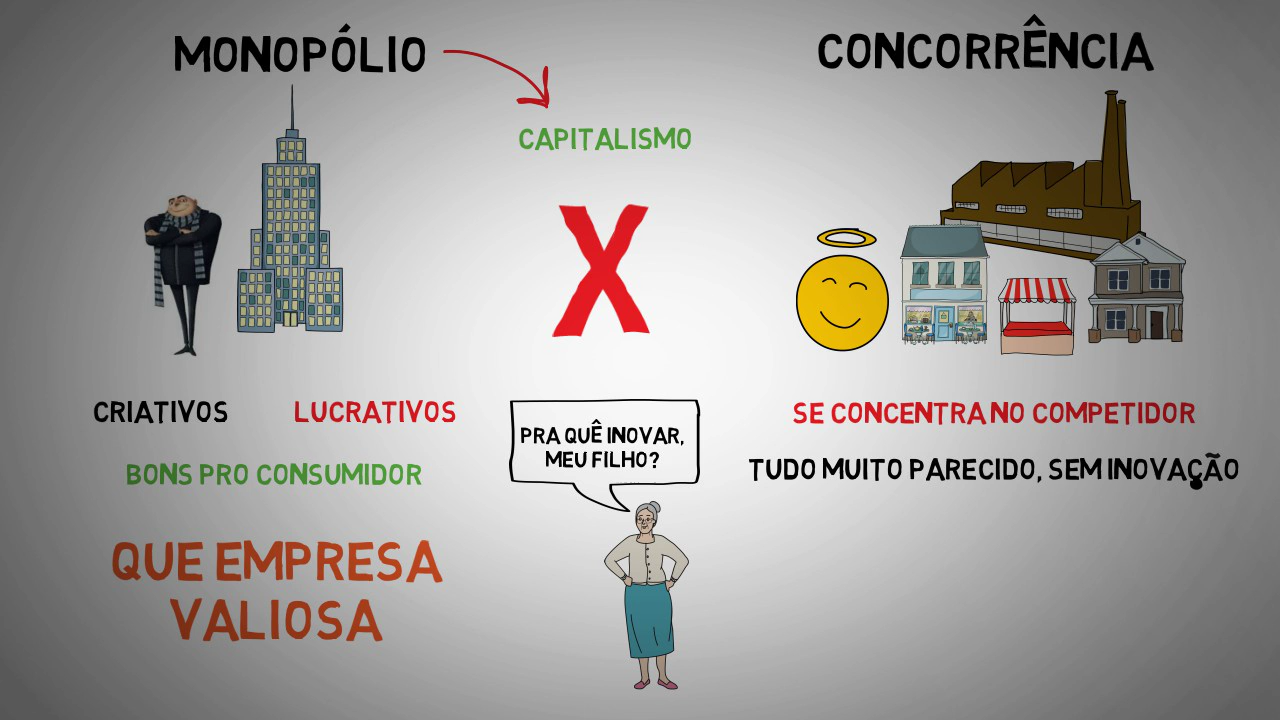 MONOPÓLIO
CAPITALISMO
CONCORRÊNCIA
X
CRIATIVOS
LUCRATIVOS
BONS PRO CONSUMIDOR
QUE EMPRESA
VALIOSA
PRA QUÊ INOVAR,
MEU FILHO?
SE CONCENTRA NO COMPETIDOR
TUDO MUITO PARECIDO, SEM INOVAÇÃO